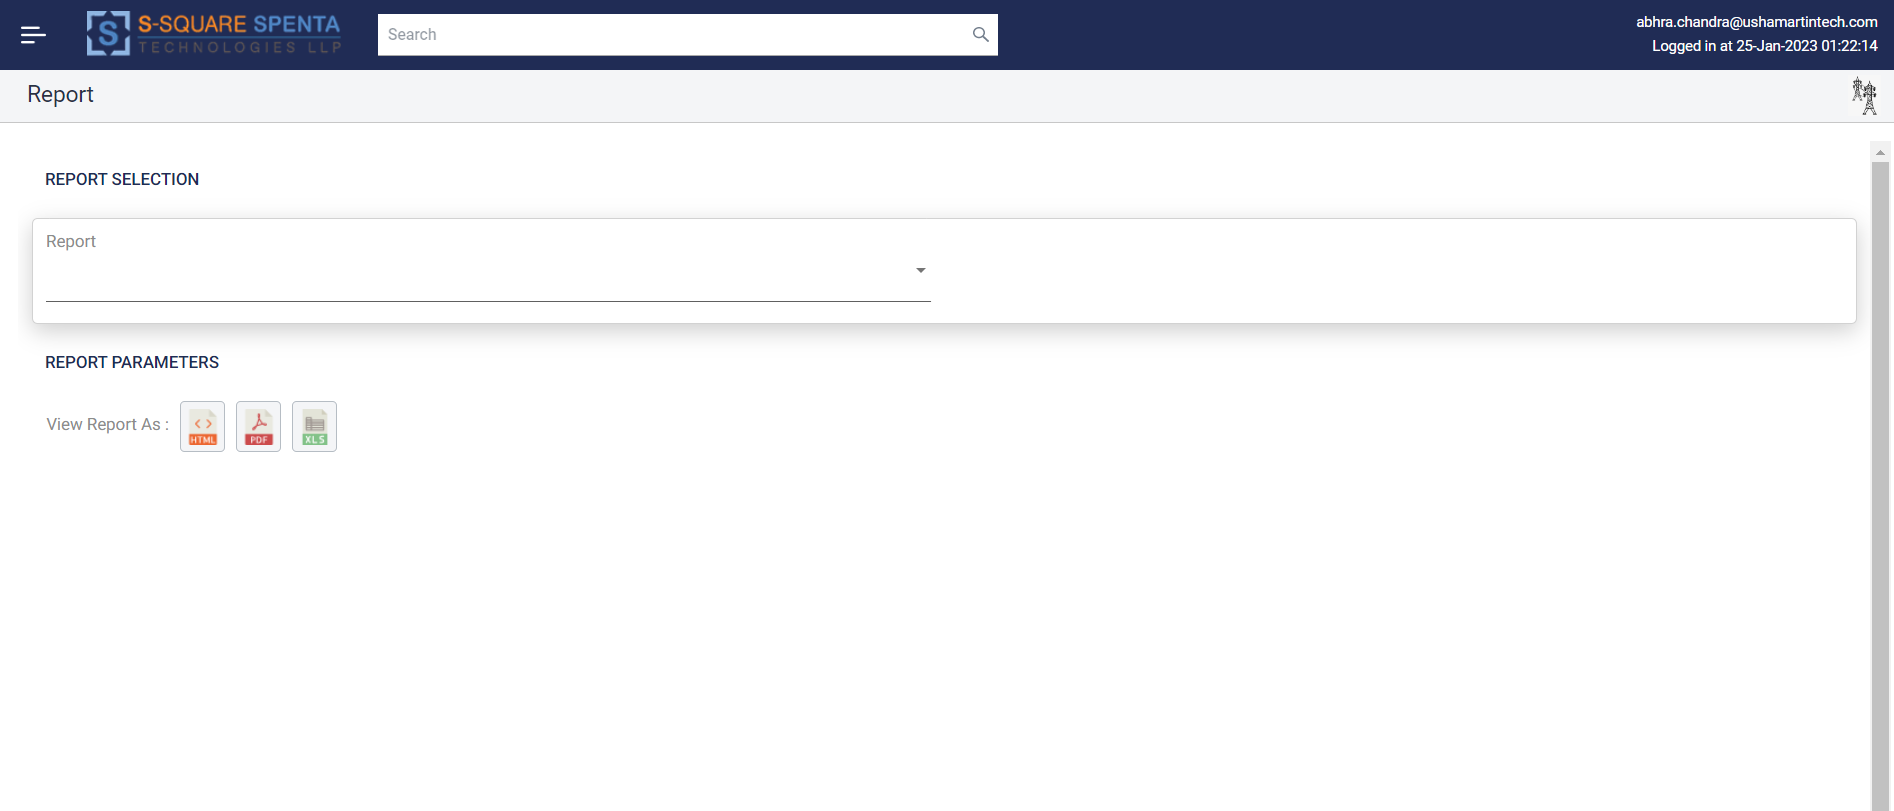 S-SQUARE SPENTA
TECHNOLOGIES LLP
Search
abhra.chandra@ushamartintech.com
Logged in at 25-Jan-2023 01:22:14
Report
REPORT SELECTION
Report
REPORT PARAMETERS
View Report As :
HTML
PDF
XLS